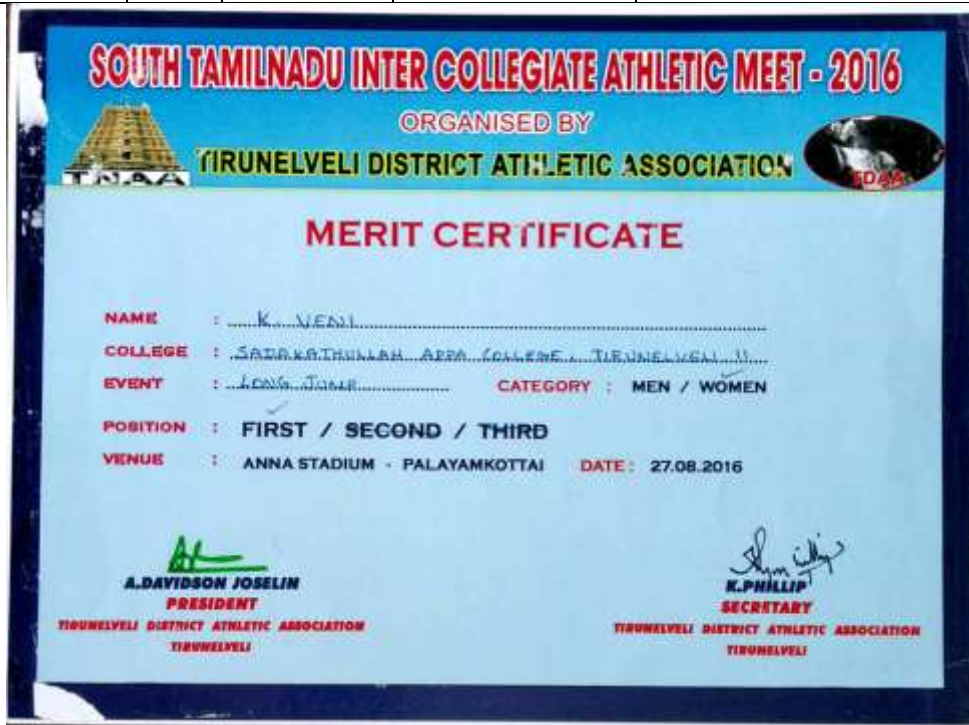 SOUTH TAMILNADU INTER COLLEGIATE ATHLETIC MEET - 2016
ORGANISED BY
TIRUNELVELI DISTRICT ATHLETIC ASSOCIATION
TDAA
TDAA
MERIT CERTIFICATE
NAME : K. VENI
COLLEGE : SADAKATHULLAH APPA COLLEGE, TIRUNELVELI 11
EVENT : LONG JUMP CATEGORY : MEN / WOMEN
POSITION : FIRST / SECOND / THIRD
VENUE : ANNA STADIUM - PALAYAMKOTTAI DATE : 27.08.2016
A.DAVIDSON JOSELIN
PRESIDENT
TIRUNELVELI DISTRICT ATHLETIC ASSOCIATION
TIRUNELVELI
K.PHILLIP
SECRETARY
TIRUNELVELI DISTRICT ATHLETIC ASSOCIATION
TIRUNELVELI